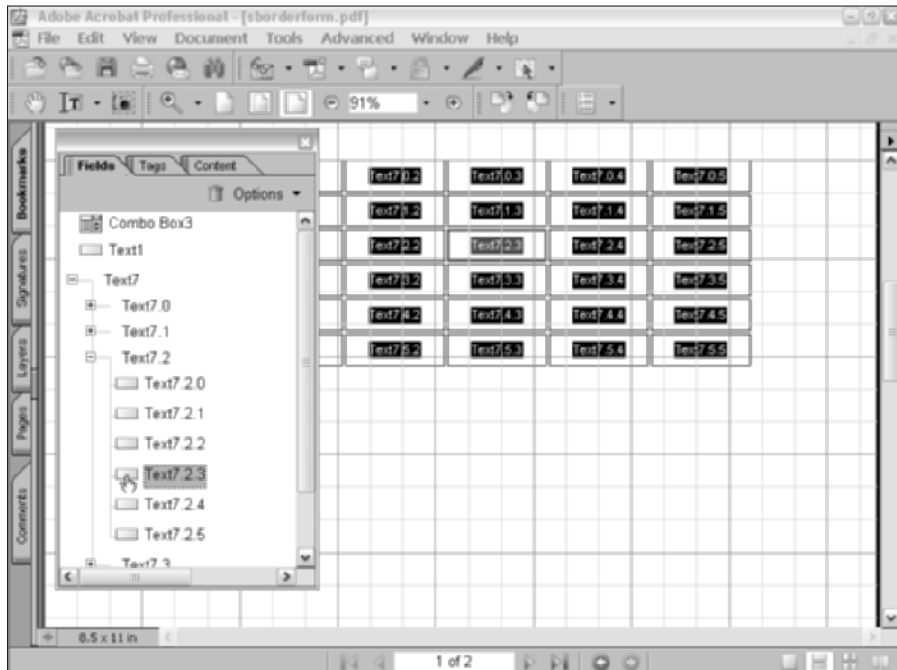 Adobe Acrobat Professional - [sborderform.pdf]
File Edit View Document Tools Advanced Window Help
91%
Bookmarks
Signatures
Layers
Pages
Comments
Fields Tags Content
Options
Combo Box3
Text1
Text7
Text7.0
Text7.1
Text7.2
Text7.2.0
Text7.2.1
Text7.2.2
Text7.2.3
Text7.2.4
Text7.2.5
Text7.3
Text7.0.2 Text7.0.3 Text7.0.4 Text7.0.5
Text7.1.2 Text7.1.3 Text7.1.4 Text7.1.5
Text7.2.2 Text7.2.3 Text7.2.4 Text7.2.5
Text7.3.2 Text7.3.3 Text7.3.4 Text7.3.5
Text7.4.2 Text7.4.3 Text7.4.4 Text7.4.5
Text7.5.2 Text7.5.3 Text7.5.4 Text7.5.5
8.5 x 11 in
1 of 2